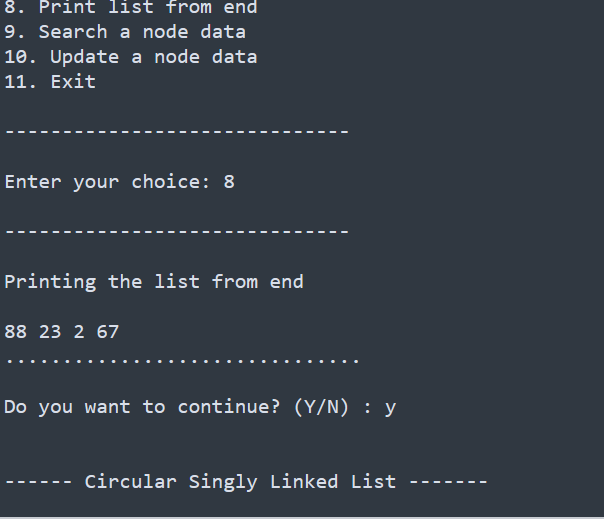 8. Print list from end
9. Search a node data
10. Update a node data
11. Exit
------------------------------
Enter your choice: 8
------------------------------
Printing the list from end
88 23 2 67
...............................
Do you want to continue? (Y/N) : y
------ Circular Singly Linked List -------